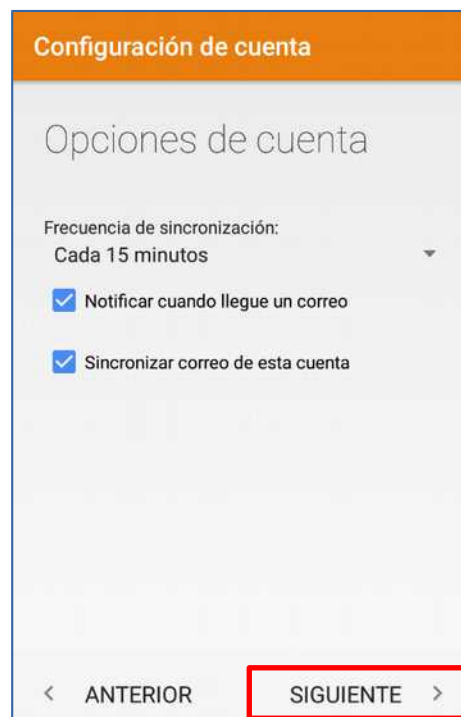 Configuración de cuenta
Opciones de cuenta
Frecuencia de sincronización:
Cada 15 minutos
Notificar cuando llegue un correo
Sincronizar correo de esta cuenta
ANTERIOR SIGUIENTE